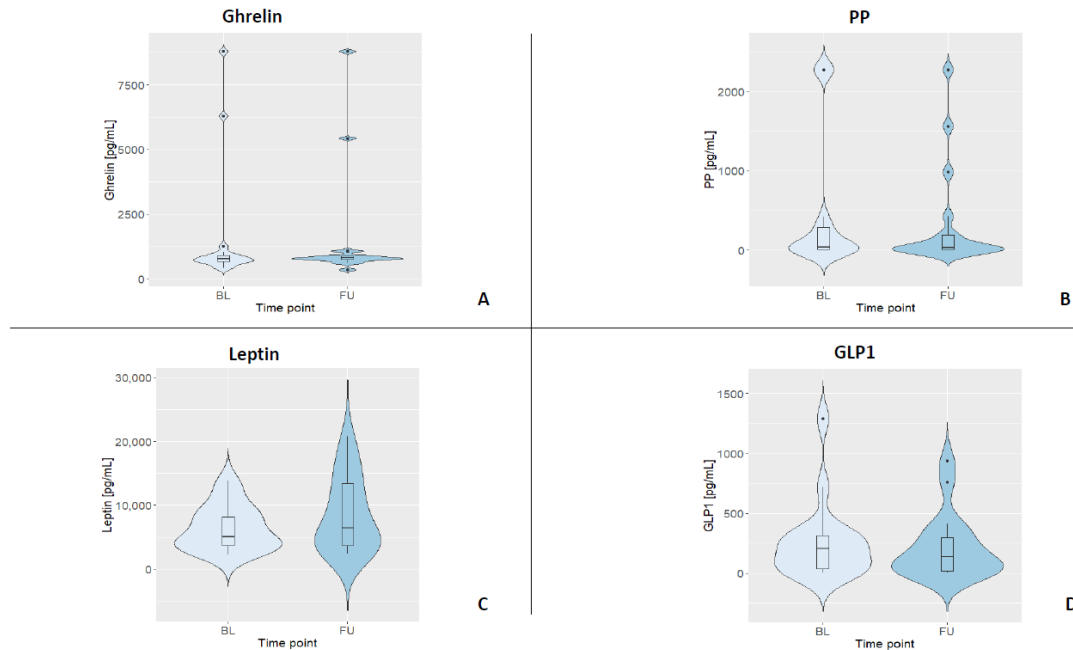 Ghrelin
7500
5000
2500
0
Ghrelin [pg/mL]
BL
FU
Time point
A
PP
2000
1000
0
PP [pg/mL]
BL
FU
Time point
B
Leptin
30,000
20,000
10,000
0
Leptin [pg/mL]
BL
FU
Time point
C
GLP1
1500
1000
500
0
GLP1 [pg/mL]
BL
FU
Time point
D